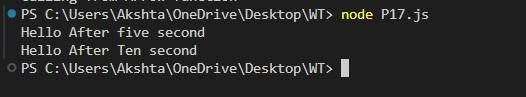 PS C:\Users\Akshta\OneDrive\Desktop\WT> node P17.js
Hello After five second
Hello After Ten second
PS C:\Users\Akshta\OneDrive\Desktop\WT>